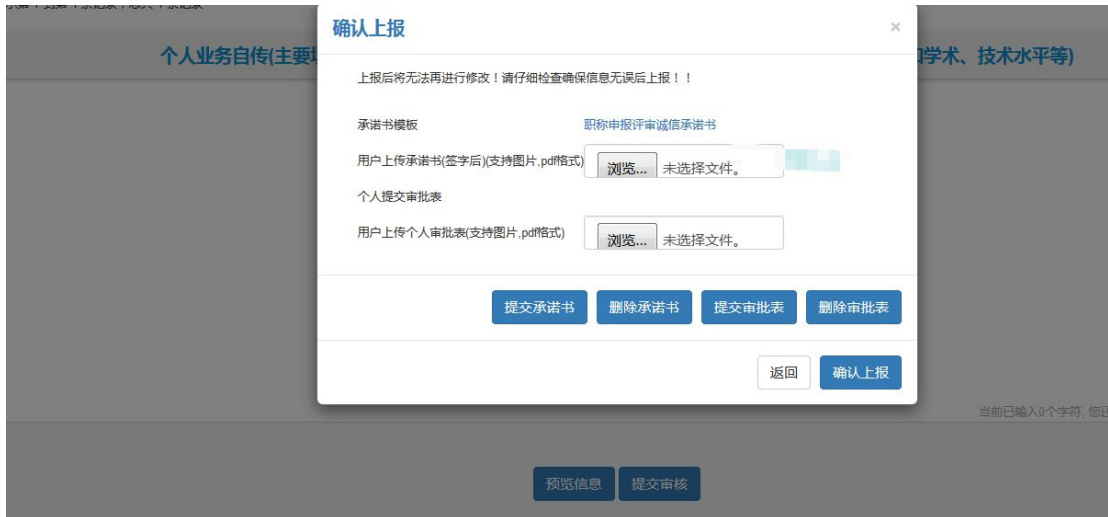 确认上报
×
个人业务自传(主要
学术、技术水平等)
上报后将无法再进行修改！请仔细检查确保信息无误后上报！！
承诺书模板
职称申报评审诚信承诺书
用户上传承诺书(签字后)(支持图片,pdf格式)
浏览... 未选择文件。
个人提交审批表
用户上传个人审批表(支持图片,pdf格式)
浏览... 未选择文件。
提交承诺书 删除承诺书 提交审批表 删除审批表
返回 确认上报
当前已输入0个字符, 您还
预览信息 提交审核